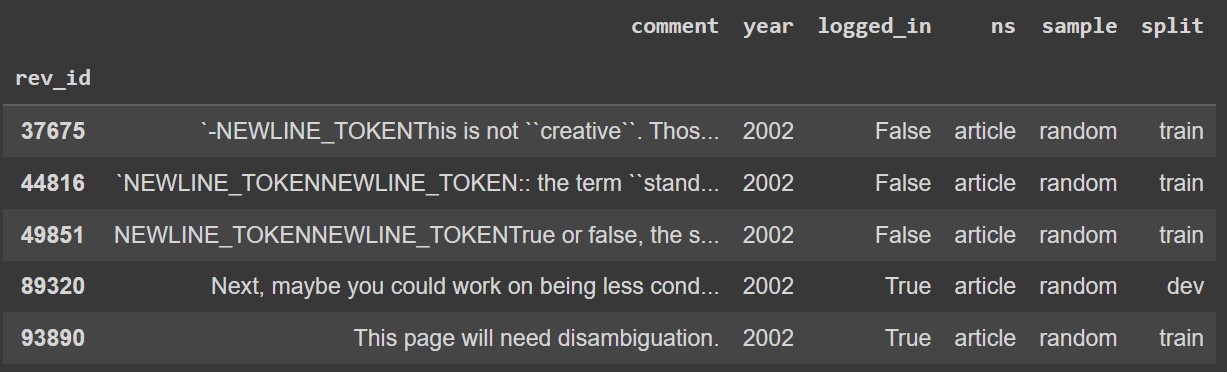 comment year logged_in ns sample split
rev_id
37675 `-NEWLINE_TOKENThis is not ``creative``. Thos... 2002 False article random train
44816 `NEWLINE_TOKENNEWLINE_TOKEN:: the term ``stand... 2002 False article random train
49851 NEWLINE_TOKENNEWLINE_TOKENTrue or false, the s... 2002 False article random train
89320 Next, maybe you could work on being less cond... 2002 True article random dev
93890 This page will need disambiguation. 2002 True article random train